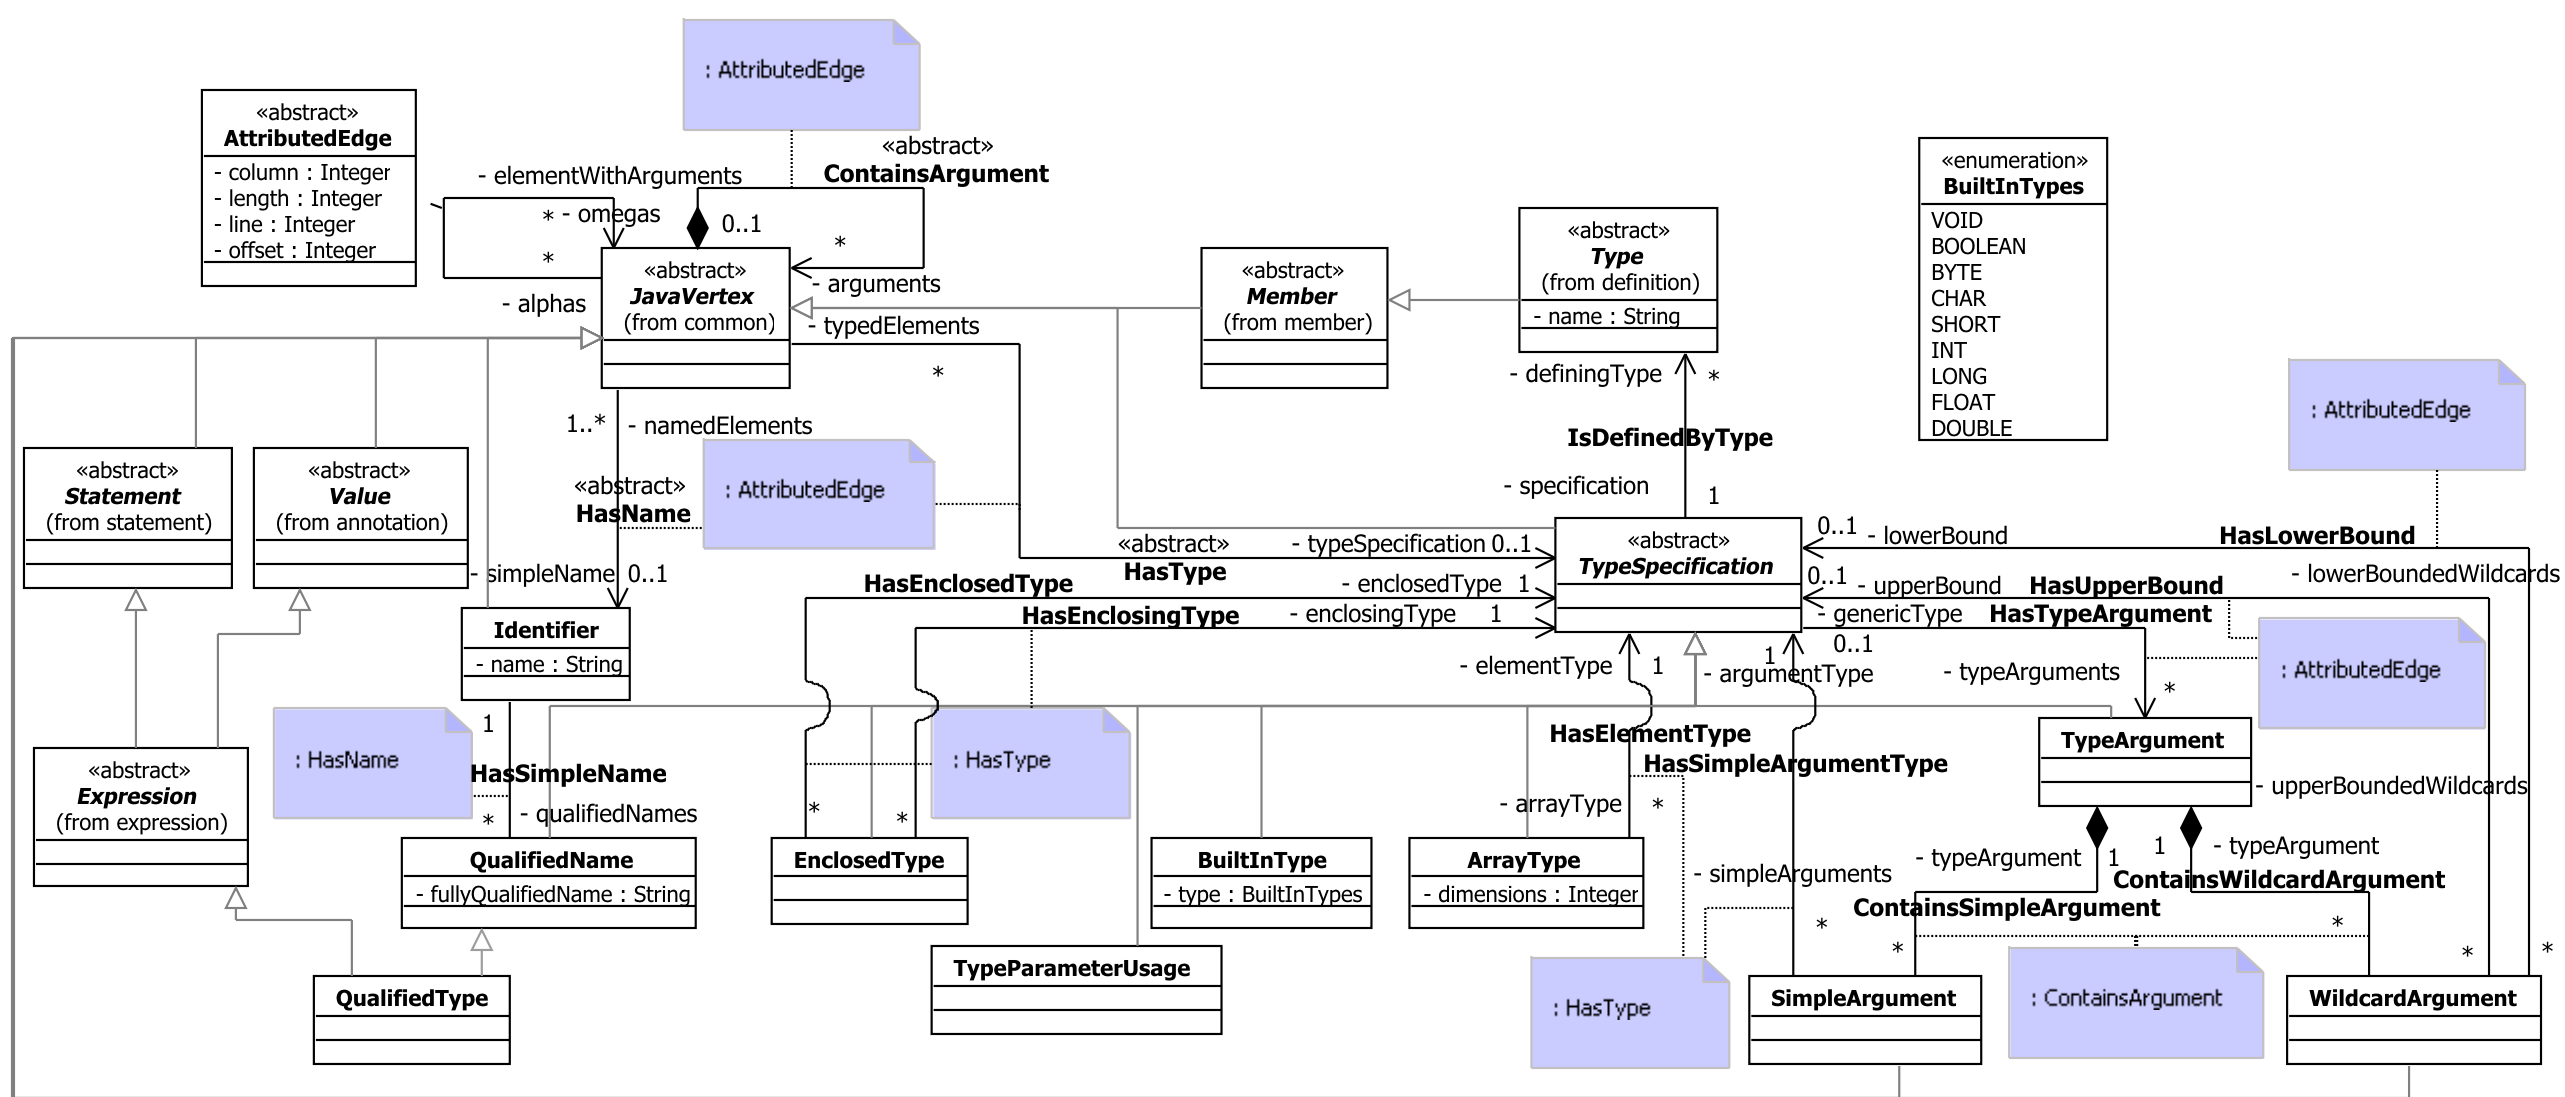 : AttributedEdge
«abstract»
AttributedEdge
- column : Integer
- length : Integer
- line : Integer
- offset : Integer
- elementWithArguments
«abstract»
ContainsArgument
* - omegas
0..1
*
*
- arguments
- alphas
«abstract»
JavaVertex
(from common)
- typedElements
*
«abstract»
Member
(from member)
«abstract»
Type
(from definition)
- name : String
«enumeration»
BuiltInTypes
VOID
BOOLEAN
BYTE
CHAR
SHORT
INT
LONG
FLOAT
DOUBLE
- definingType
*
IsDefinedByType
- specification
1
: AttributedEdge
1..*
- namedElements
«abstract»
HasName
: AttributedEdge
- simpleName
0..1
«abstract»
Statement
(from statement)
«abstract»
Value
(from annotation)
Identifier
- name : String
«abstract»
HasType
- typeSpecification 0..1
HasEnclosedType
- enclosedType
1
HasEnclosingType
- enclosingType
1
«abstract»
TypeSpecification
0..1
- lowerBound
HasLowerBound
- lowerBoundedWildcards
0..1
- upperBound
HasUpperBound
- genericType
HasTypeArgument
0..1
- elementType
1
1
- argumentType
- typeArguments
*
: AttributedEdge
TypeArgument
- upperBoundedWildcards
1
: HasName
HasSimpleName
*
- qualifiedNames
: HasType
*
*
HasElementType
HasSimpleArgumentType
- arrayType
*
«abstract»
Expression
(from expression)
QualifiedName
- fullyQualifiedName : String
EnclosedType
BuiltInType
- type : BuiltInTypes
ArrayType
- dimensions : Integer
- simpleArguments
*
- typeArgument
1
1
- typeArgument
ContainsWildcardArgument
ContainsSimpleArgument
*
*
*
*
QualifiedType
TypeParameterUsage
: HasType
SimpleArgument
: ContainsArgument
WildcardArgument